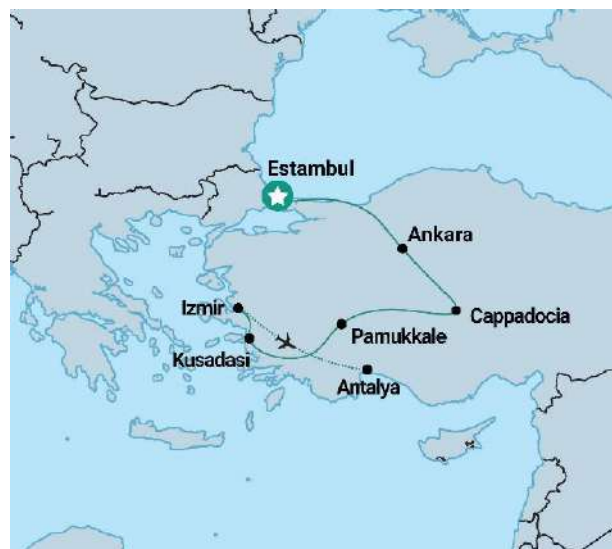 Estambul
Ankara
Izmir
Cappadocia
Pamukkale
Kusadasi
Antalya